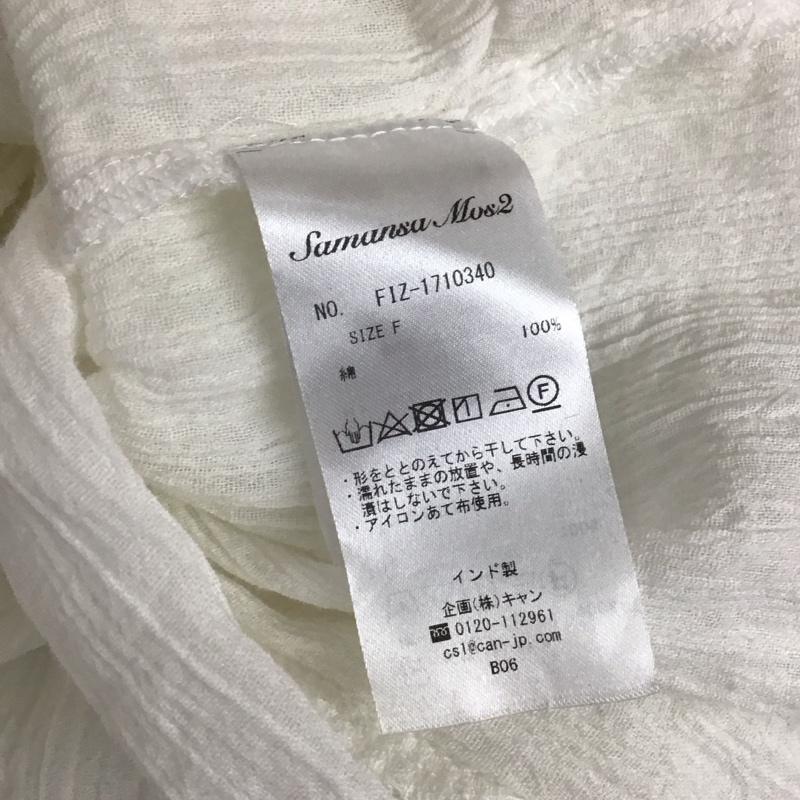 Samansa Mos2
NO. FIZ-1710340
SIZE F
綿 100%
F
・形をととのえてから干して下さい。
・濡れたままの放置や、長時間の浸
漬はしないで下さい。
・アイロンあて布使用。
インド製
企画(株)キャン
0120-112961
cs1@can-jp.com
B06